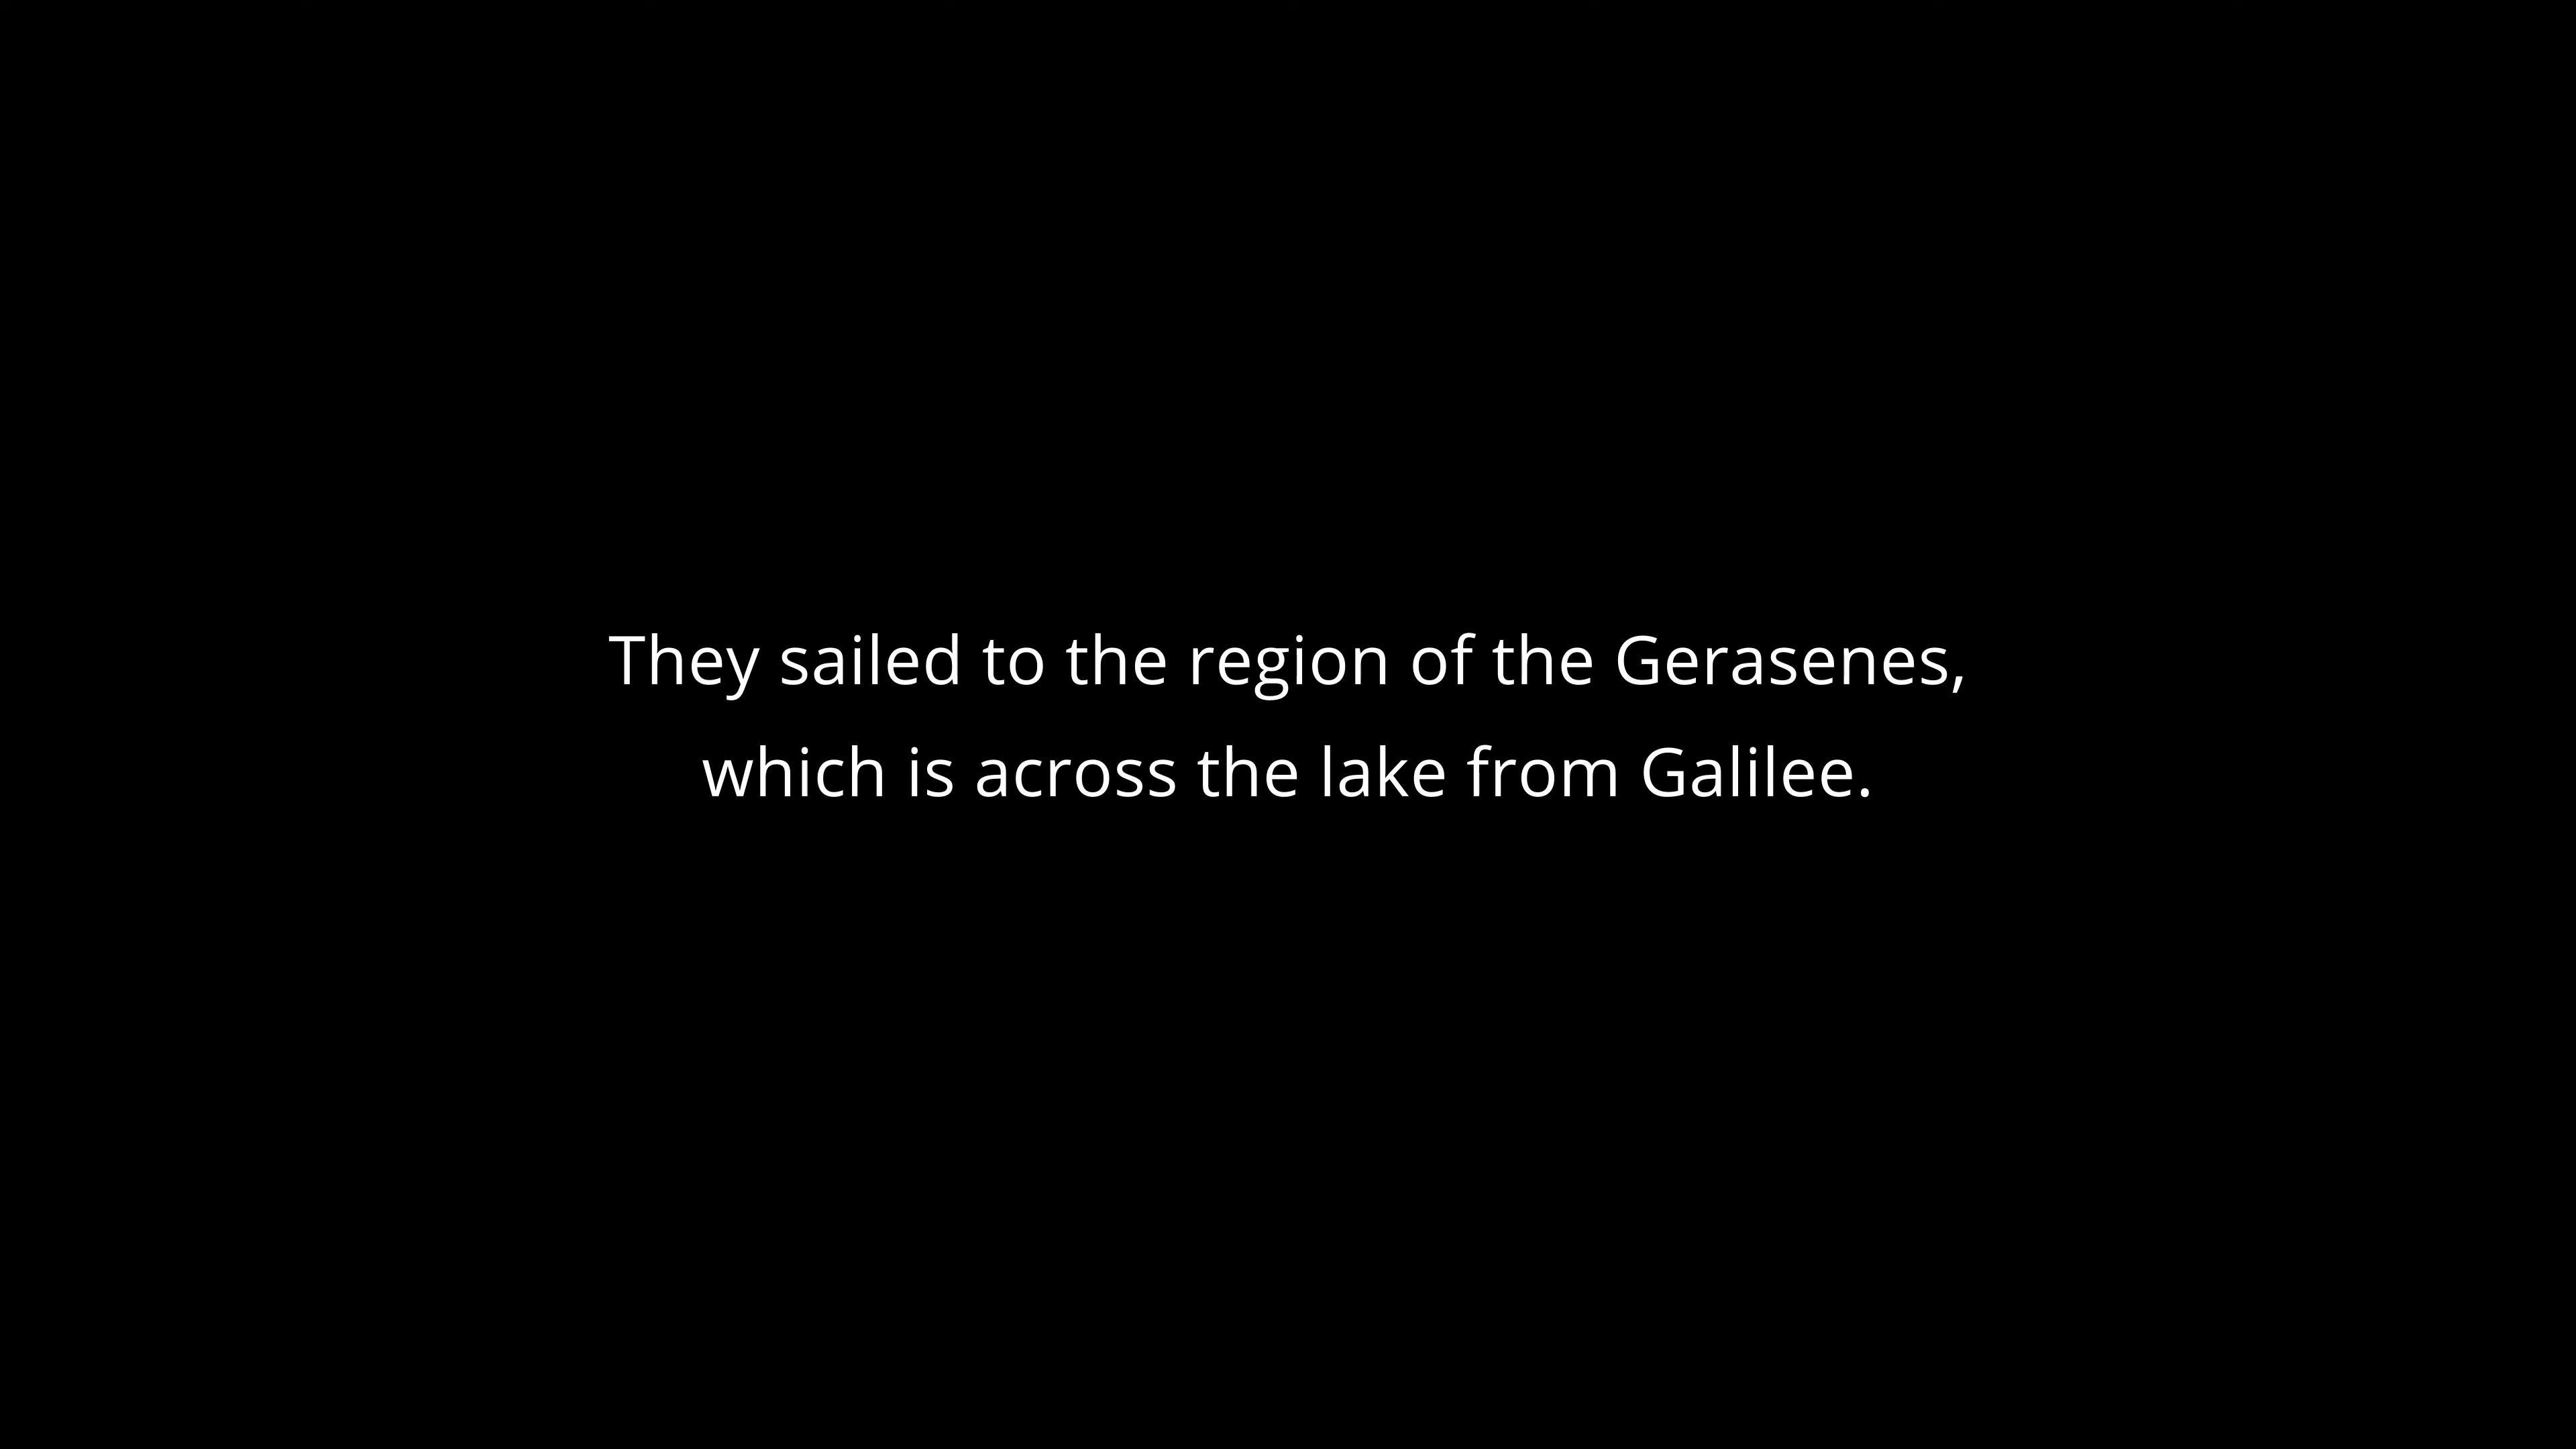 They sailed to the region of the Gerasenes,
which is across the lake from Galilee.